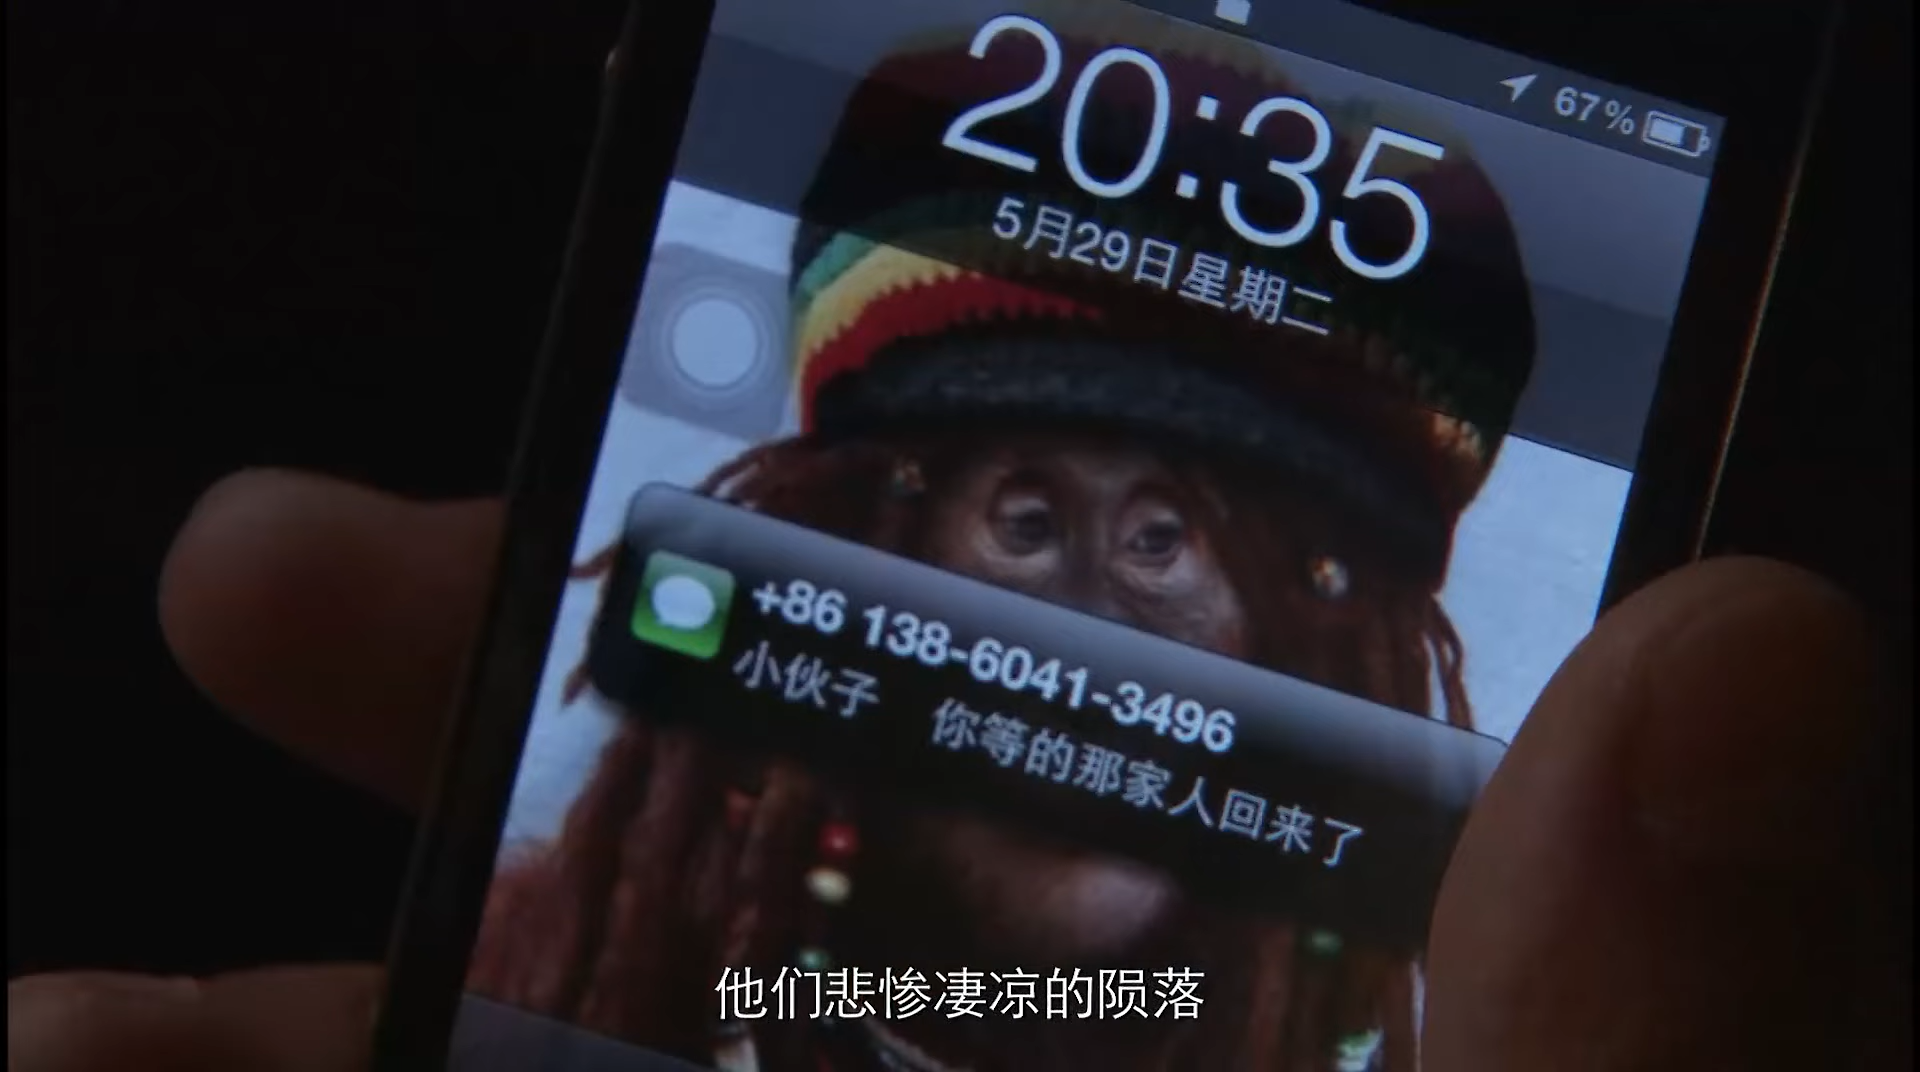 67%
20:35
5月29日星期二
+86 138-6041-3496
小伙子 你等的那家人回来了
他们悲惨凄凉的陨落